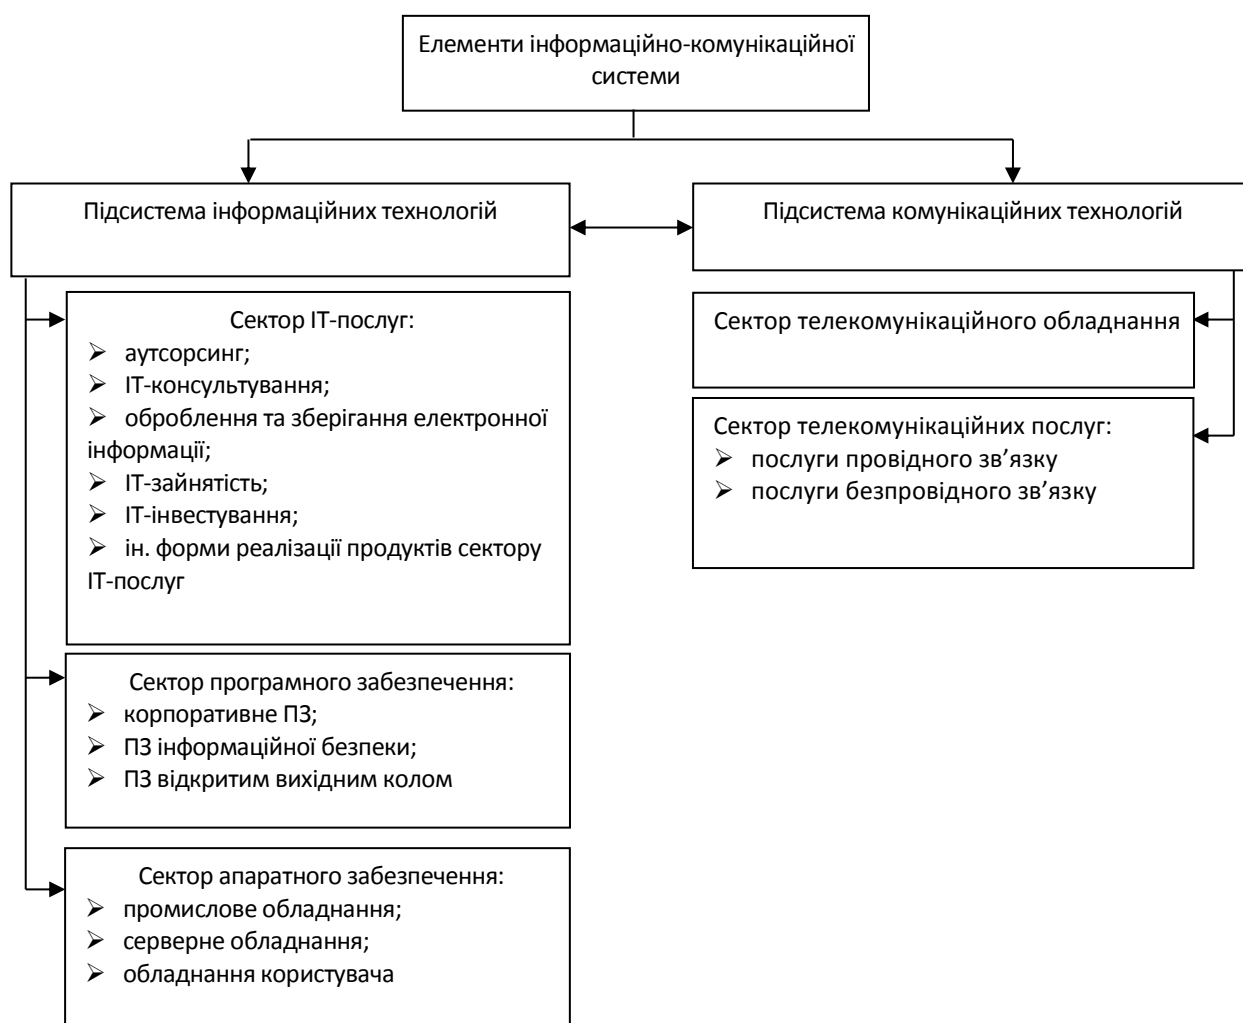 Елементи інформаційно-комунікаційної
системи
Підсистема інформаційних технологій
Підсистема комунікаційних технологій
Сектор ІТ-послуг:
➢ аутсорсинг;
➢ ІТ-консультування;
➢ оброблення та зберігання електронної
інформації;
➢ ІТ-зайнятість;
➢ ІТ-інвестування;
➢ ін. форми реалізації продуктів сектору
ІТ-послуг
Сектор програмного забезпечення:
➢ корпоративне ПЗ;
➢ ПЗ інформаційної безпеки;
➢ ПЗ відкритим вихідним колом
Сектор апаратного забезпечення:
➢ промислове обладнання;
➢ серверне обладнання;
➢ обладнання користувача
Сектор телекомунікаційного обладнання
Сектор телекомунікаційних послуг:
➢ послуги провідного зв’язку
➢ послуги безпровідного зв’язку